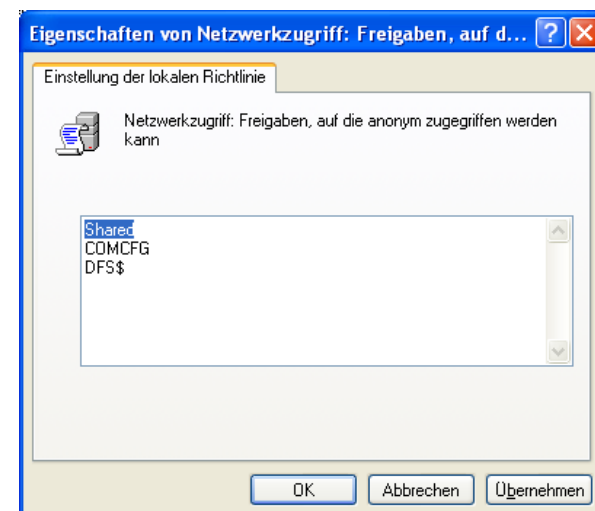 Eigenschaften von Netzwerkzugriff: Freigaben, auf d...
Einstellung der lokalen Richtlinie
Netzwerkzugriff: Freigaben, auf die anonym zugegriffen werden
kann
Shared
COMCFG
DFS$
OK
Abbrechen
Übernehmen